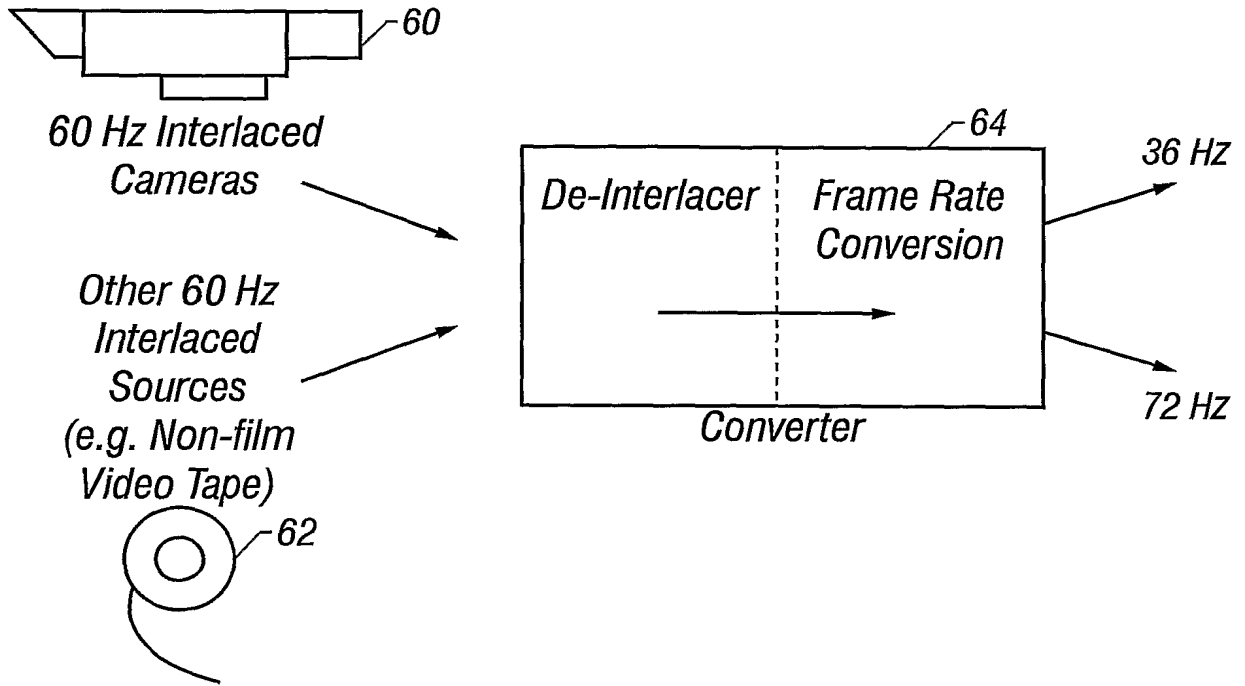 60
60 Hz Interlaced
Cameras
Other 60 Hz
Interlaced
Sources
(e.g. Non-film
Video Tape)
62
64
De-Interlacer
Frame Rate
Conversion
Converter
36 Hz
72 Hz